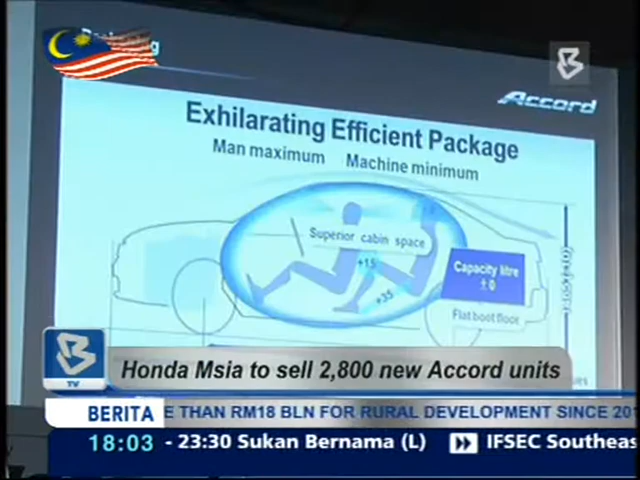 Accord
Exhilarating Efficient Package
Man maximum Machine minimum
Superior cabin space
+15
+35
Capacity litre
±0
Flat boot floor
TV
Honda Msia to sell 2,800 new Accord units
BERITA
E THAN RM18 BLN FOR RURAL DEVELOPMENT SINCE 201
18:03
- 23:30 Sukan Bernama (L) IFSEC Southeas